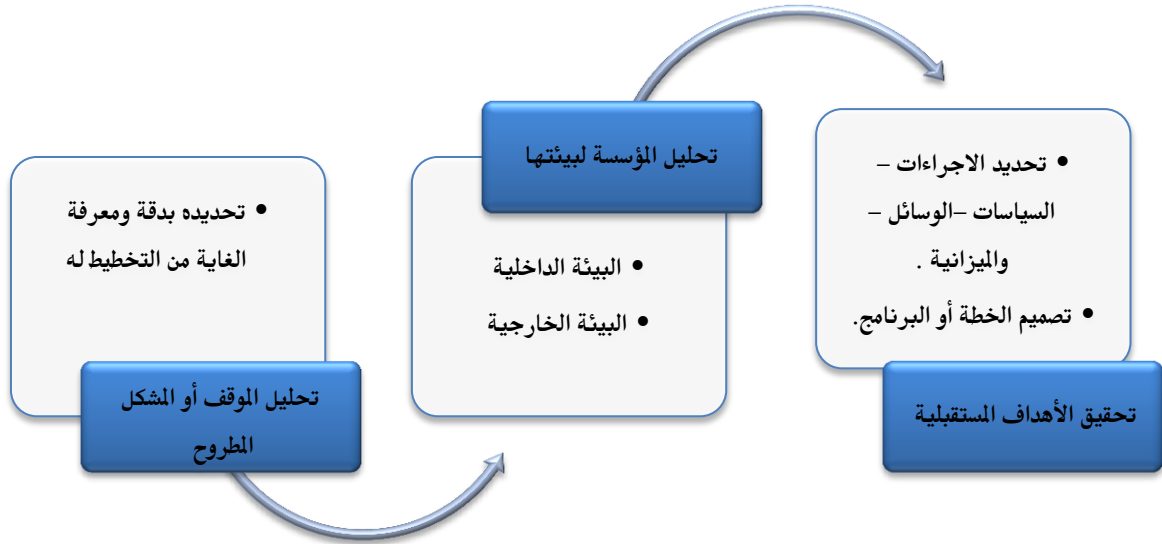 • تحديده بدقة ومعرفة
الغاية من التخطيط له
تحليل الموقف أو المشكل
المطروح
تحليل المؤسسة لبيئتها
• البيئة الداخلية
• البيئة الخارجية
• تحديد الاجراءات –
السياسات –الوسائل –
والميزانية .
• تصميم الخطة أو البرنامج.
تحقيق الأهداف المستقبلية